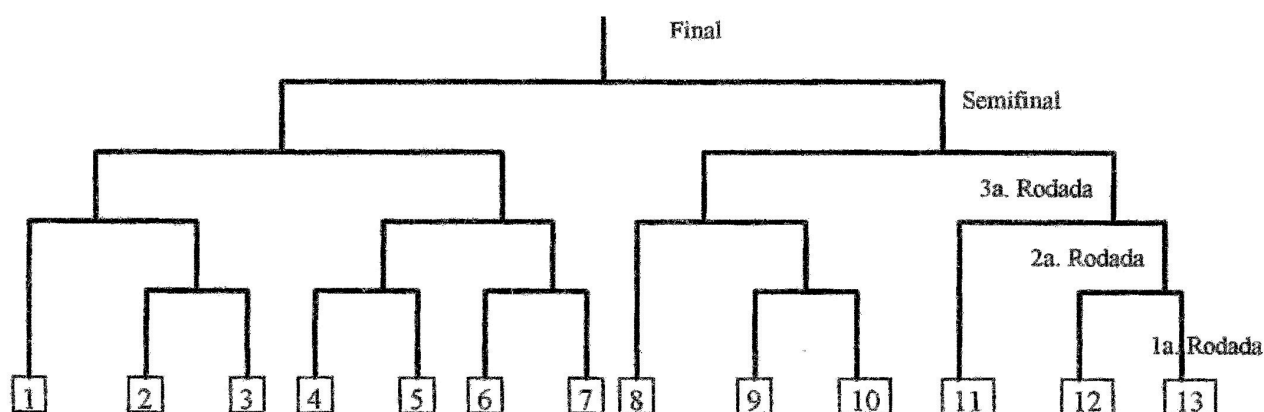 Final
Semifinal
3a. Rodada
2a. Rodada
1a. Rodada
1 2 3 4 5 6 7 8 9 10 11 12 13